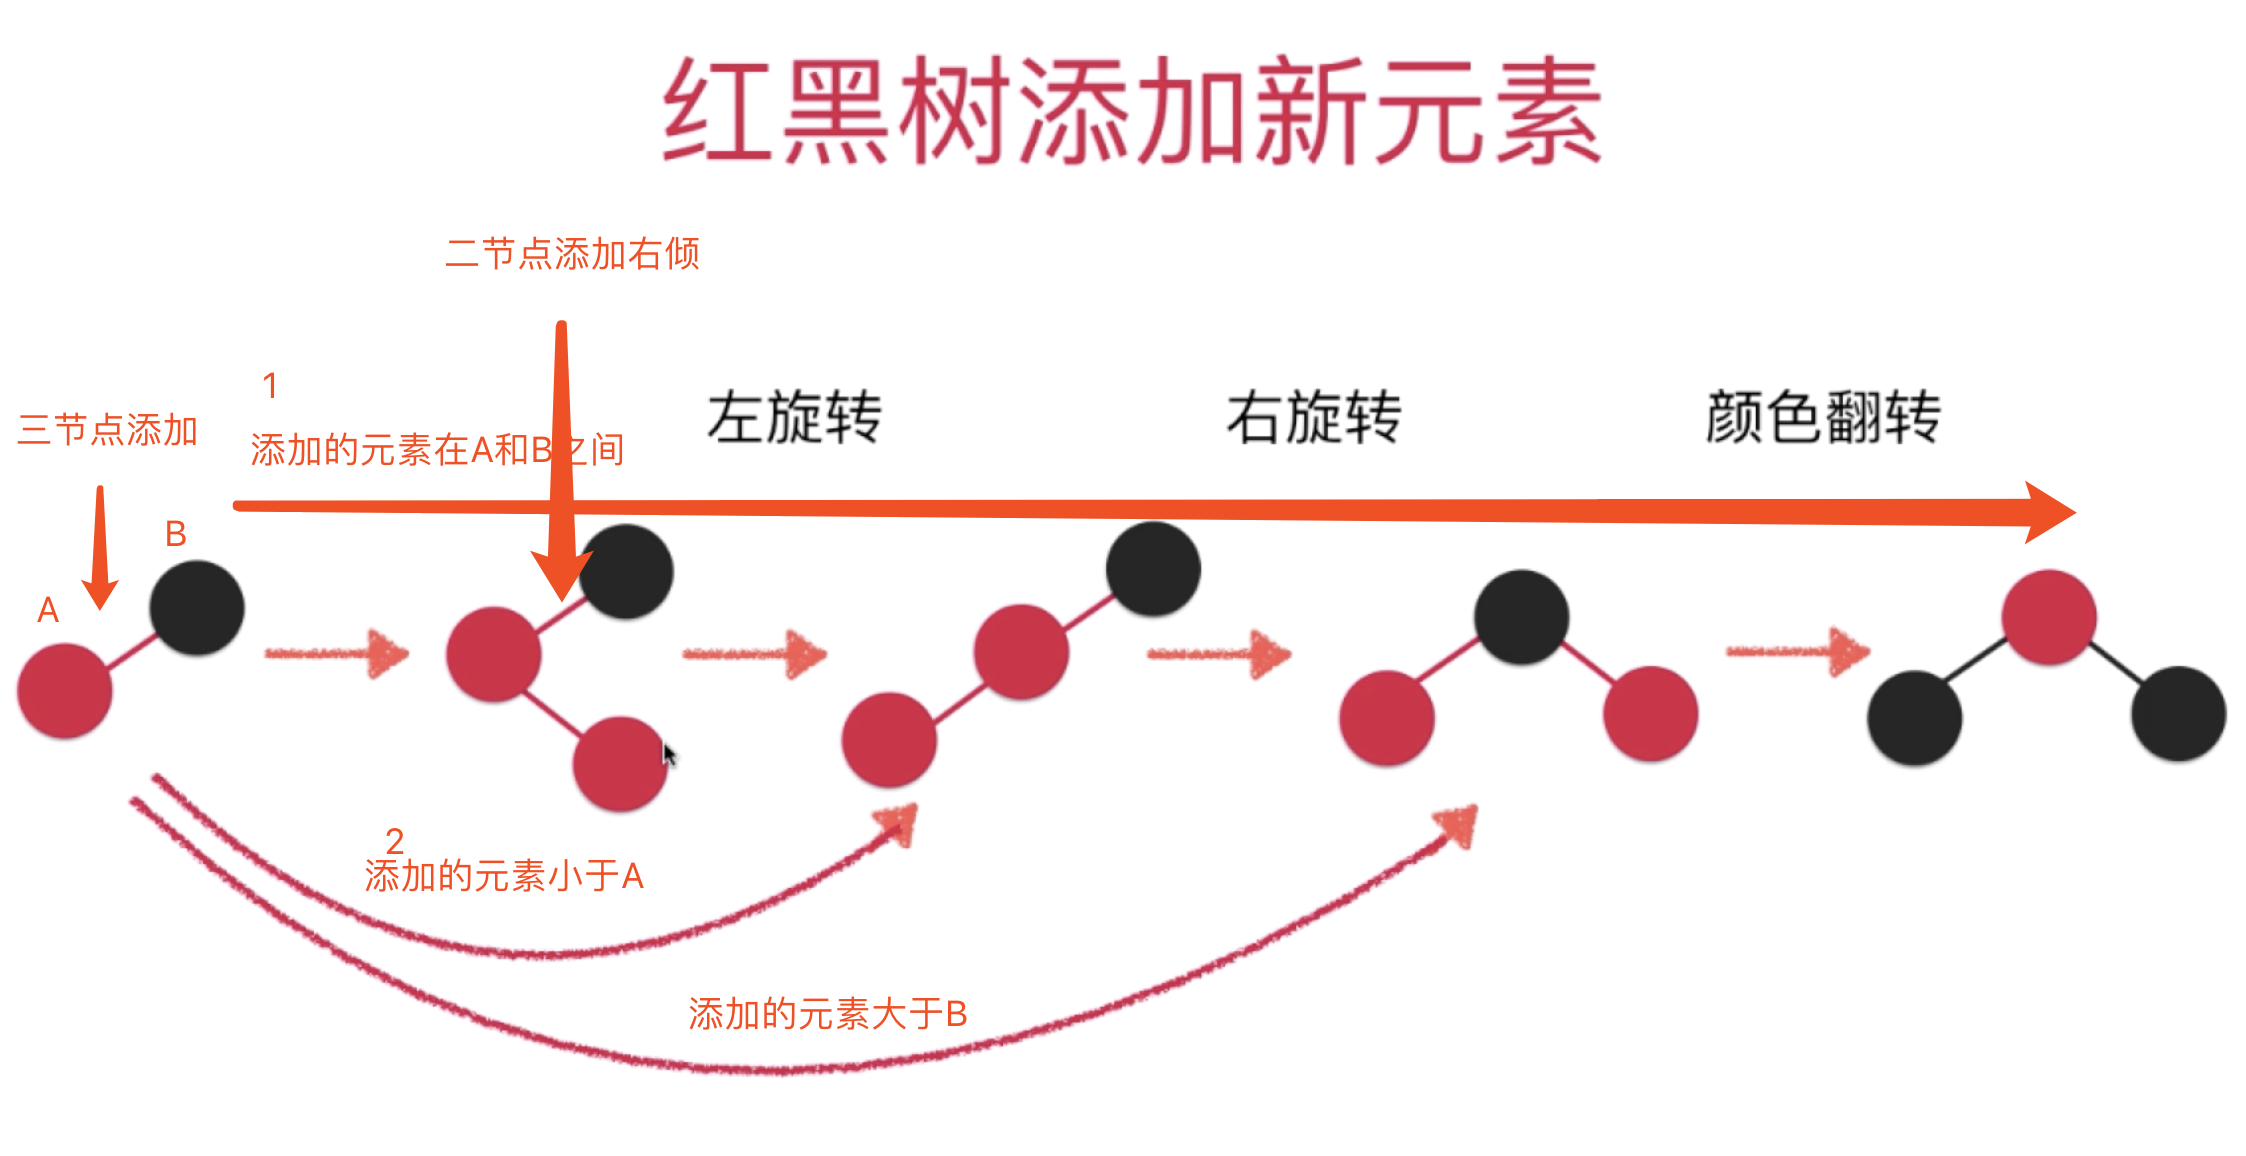 红黑树添加新元素
二节点添加右倾
1
三节点添加
添加的元素在A和B之间
左旋转
右旋转
颜色翻转
B
A
2
添加的元素小于A
添加的元素大于B